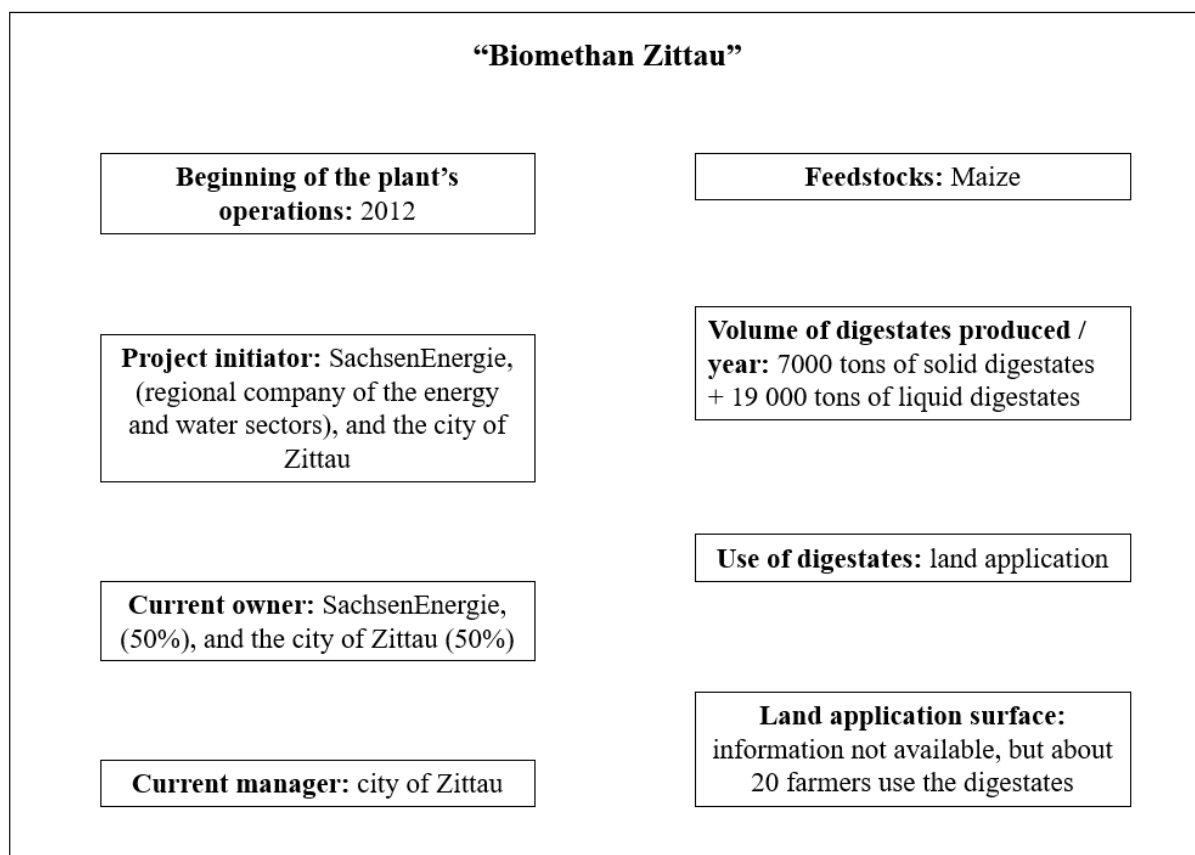 “Biomethan Zittau”
Beginning of the plant’s
operations: 2012
Project initiator: SachsenEnergie,
(regional company of the energy
and water sectors), and the city of
Zittau
Current owner: SachsenEnergie,
(50%), and the city of Zittau (50%)
Current manager: city of Zittau
Feedstocks: Maize
Volume of digestates produced /
year: 7000 tons of solid digestates
+ 19 000 tons of liquid digestates
Use of digestates: land application
Land application surface:
information not available, but about
20 farmers use the digestates